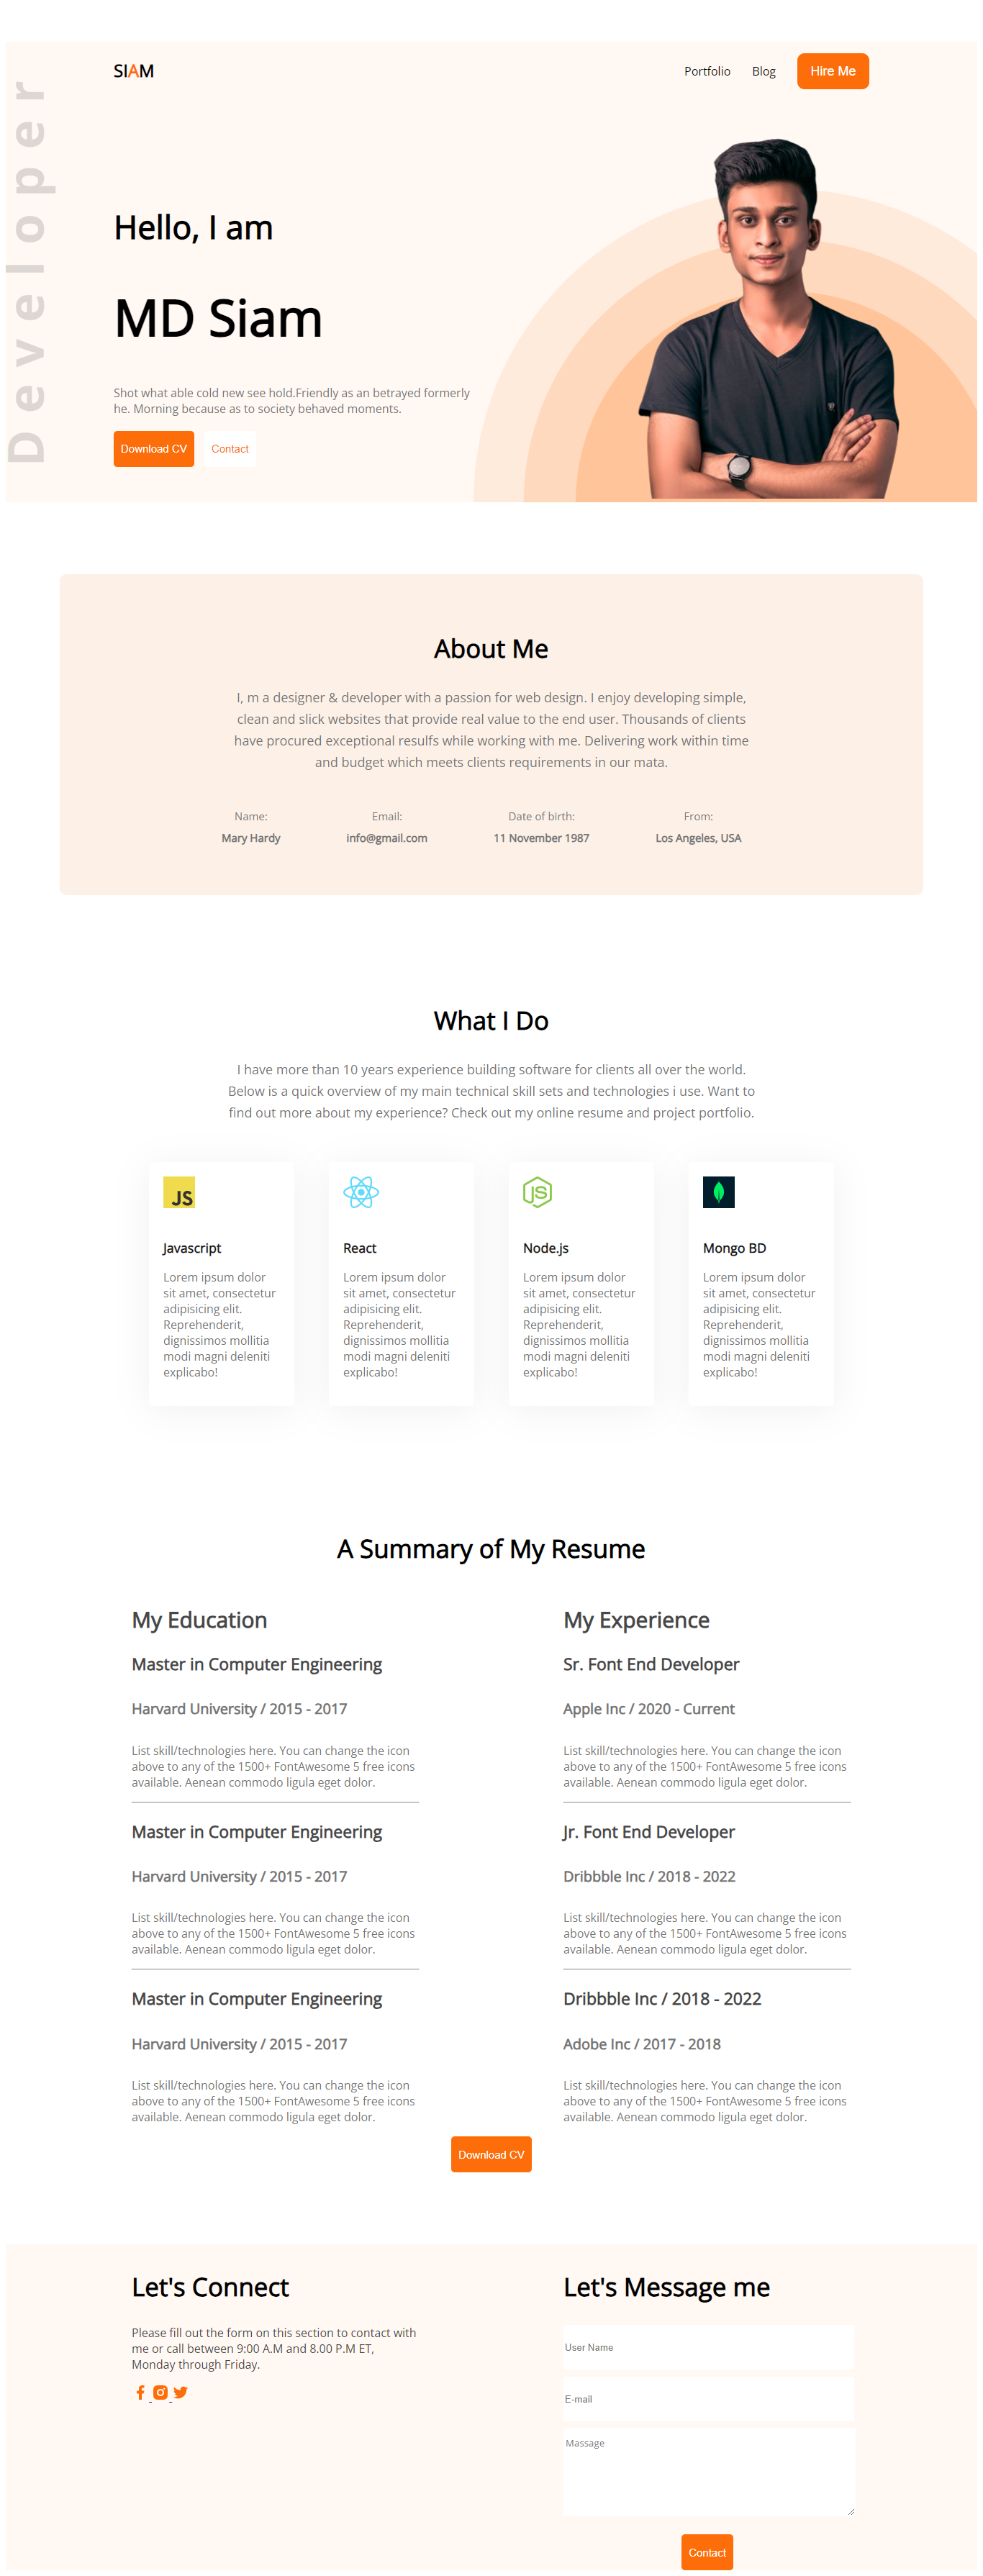 SIAM
Portfolio
Blog
Hire Me
Developer
Hello, I am
MD Siam
Shot what able cold new see hold.Friendly as an betrayed formerly
he. Morning because as to society behaved moments.
Download CV
Contact
About Me
I, m a designer & developer with a passion for web design. I enjoy developing simple,
clean and slick websites that provide real value to the end user. Thousands of clients
have procured exceptional resulfs while working with me. Delivering work within time
and budget which meets clients requirements in our mata.
Name:
Mary Hardy
Email:
info@gmail.com
Date of birth:
11 November 1987
From:
Los Angeles, USA
What I Do
I have more than 10 years experience building software for clients all over the world.
Below is a quick overview of my main technical skill sets and technologies i use. Want to
find out more about my experience? Check out my online resume and project portfolio.
JS
Javascript
Lorem ipsum dolor
sit amet, consectetur
adipisicing elit.
Reprehenderit,
dignissimos mollitia
modi magni deleniti
explicabo!
React
Lorem ipsum dolor
sit amet, consectetur
adipisicing elit.
Reprehenderit,
dignissimos mollitia
modi magni deleniti
explicabo!
JS
Node.js
Lorem ipsum dolor
sit amet, consectetur
adipisicing elit.
Reprehenderit,
dignissimos mollitia
modi magni deleniti
explicabo!
Mongo BD
Lorem ipsum dolor
sit amet, consectetur
adipisicing elit.
Reprehenderit,
dignissimos mollitia
modi magni deleniti
explicabo!
A Summary of My Resume
My Education
Master in Computer Engineering
Harvard University / 2015 - 2017
List skill/technologies here. You can change the icon
above to any of the 1500+ FontAwesome 5 free icons
available. Aenean commodo ligula eget dolor.
Master in Computer Engineering
Harvard University / 2015 - 2017
List skill/technologies here. You can change the icon
above to any of the 1500+ FontAwesome 5 free icons
available. Aenean commodo ligula eget dolor.
Master in Computer Engineering
Harvard University / 2015 - 2017
List skill/technologies here. You can change the icon
above to any of the 1500+ FontAwesome 5 free icons
available. Aenean commodo ligula eget dolor.
My Experience
Sr. Font End Developer
Apple Inc / 2020 - Current
List skill/technologies here. You can change the icon
above to any of the 1500+ FontAwesome 5 free icons
available. Aenean commodo ligula eget dolor.
Jr. Font End Developer
Dribbble Inc / 2018 - 2022
List skill/technologies here. You can change the icon
above to any of the 1500+ FontAwesome 5 free icons
available. Aenean commodo ligula eget dolor.
Dribbble Inc / 2018 - 2022
Adobe Inc / 2017 - 2018
List skill/technologies here. You can change the icon
above to any of the 1500+ FontAwesome 5 free icons
available. Aenean commodo ligula eget dolor.
Download CV
Let's Connect
Please fill out the form on this section to contact with
me or call between 9:00 A.M and 8.00 P.M ET,
Monday through Friday.
Let's Message me
User Name
E-mail
Massage
Contact